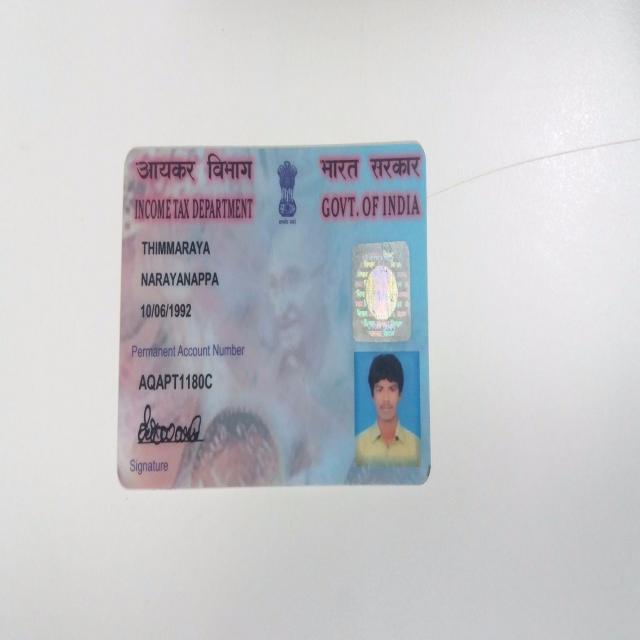 आयकर विभाग
भारत सरकार
INCOME TAX DEPARTMENT
GOVT. OF INDIA
THIMMARAYA
NARAYANAPPA
10/06/1992
Permanent Account Number
AQAPT1180C
Signature